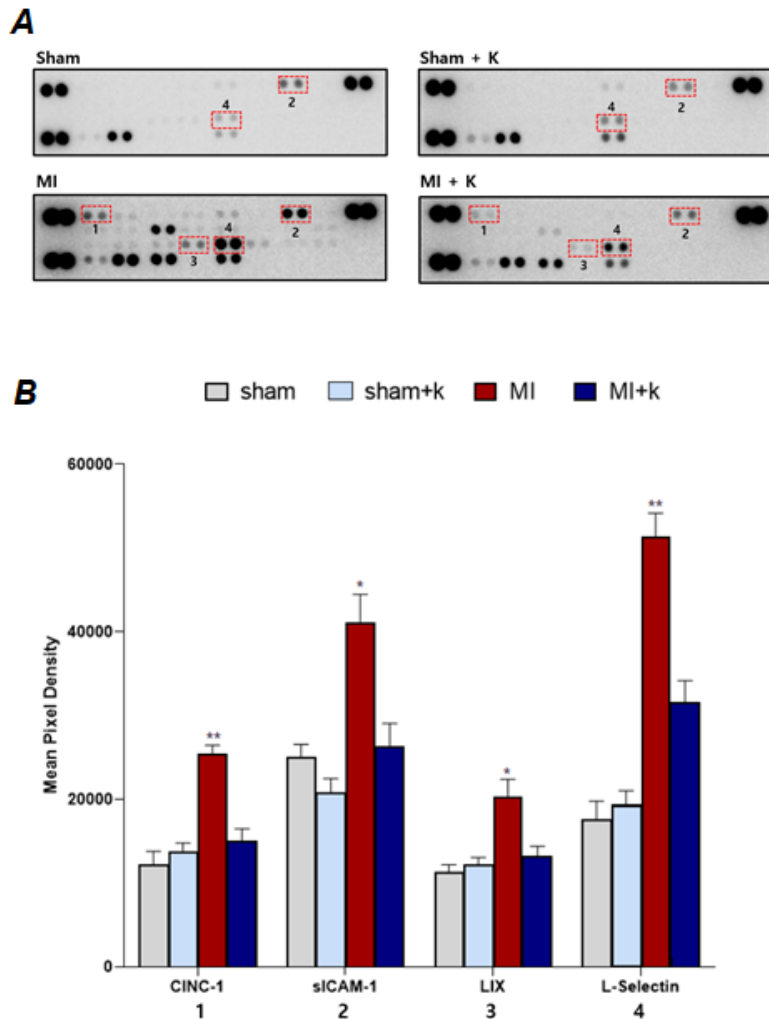 A
Sham
4
2
Sham + K
4
2
MI
1
4
2
3
MI + K
1
4
2
3
B
sham
sham+k
MI
MI+k
Mean Pixel Density
60000
40000
20000
0
**
*
*
**
CINC-1
sICAM-1
LIX
L-Selectin
1
2
3
4